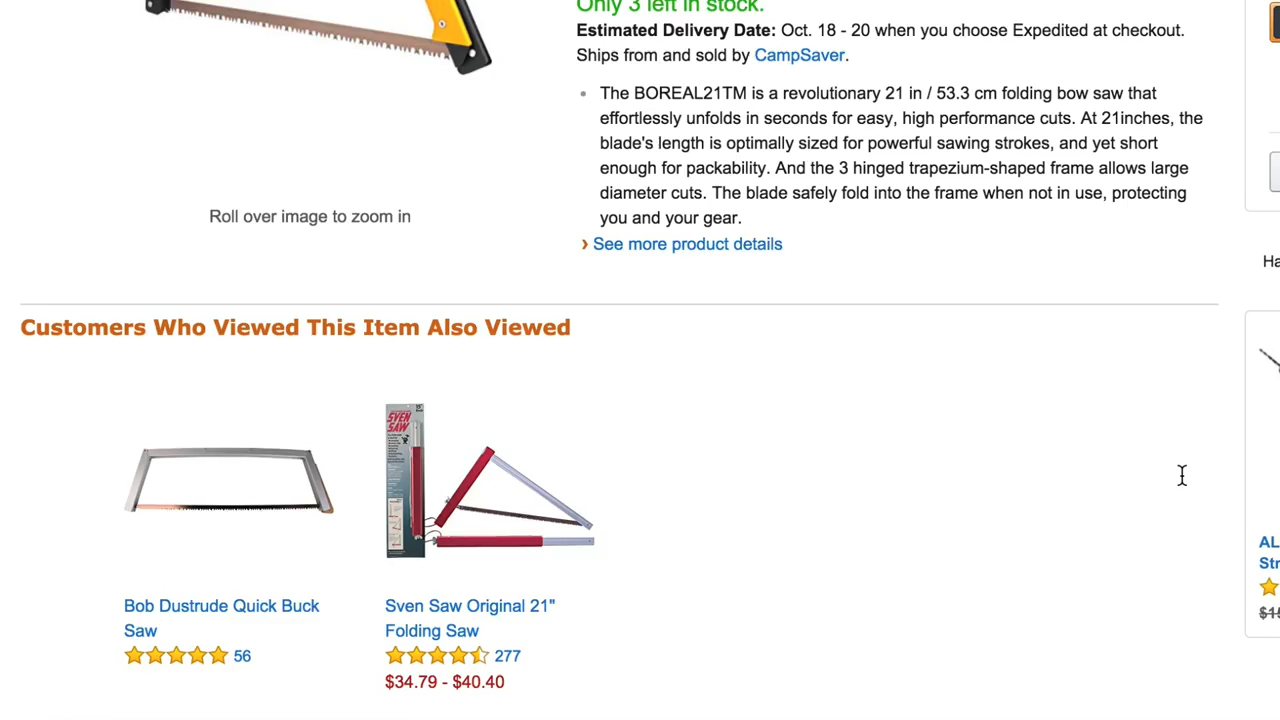 Only 3 left in stock.
Estimated Delivery Date: Oct. 18 - 20 when you choose Expedited at checkout.
Ships from and sold by CampSaver.
• The BOREAL21TM is a revolutionary 21 in / 53.3 cm folding bow saw that
effortlessly unfolds in seconds for easy, high performance cuts. At 21inches, the
blade's length is optimally sized for powerful sawing strokes, and yet short
enough for packability. And the 3 hinged trapezium-shaped frame allows large
diameter cuts. The blade safely fold into the frame when not in use, protecting
you and your gear.
› See more product details
Roll over image to zoom in
Ha
Customers Who Viewed This Item Also Viewed
SVEN
SAW
Bob Dustrude Quick Buck
Saw
56
Sven Saw Original 21"
Folding Saw
277
$34.79 - $40.40
AL
Str